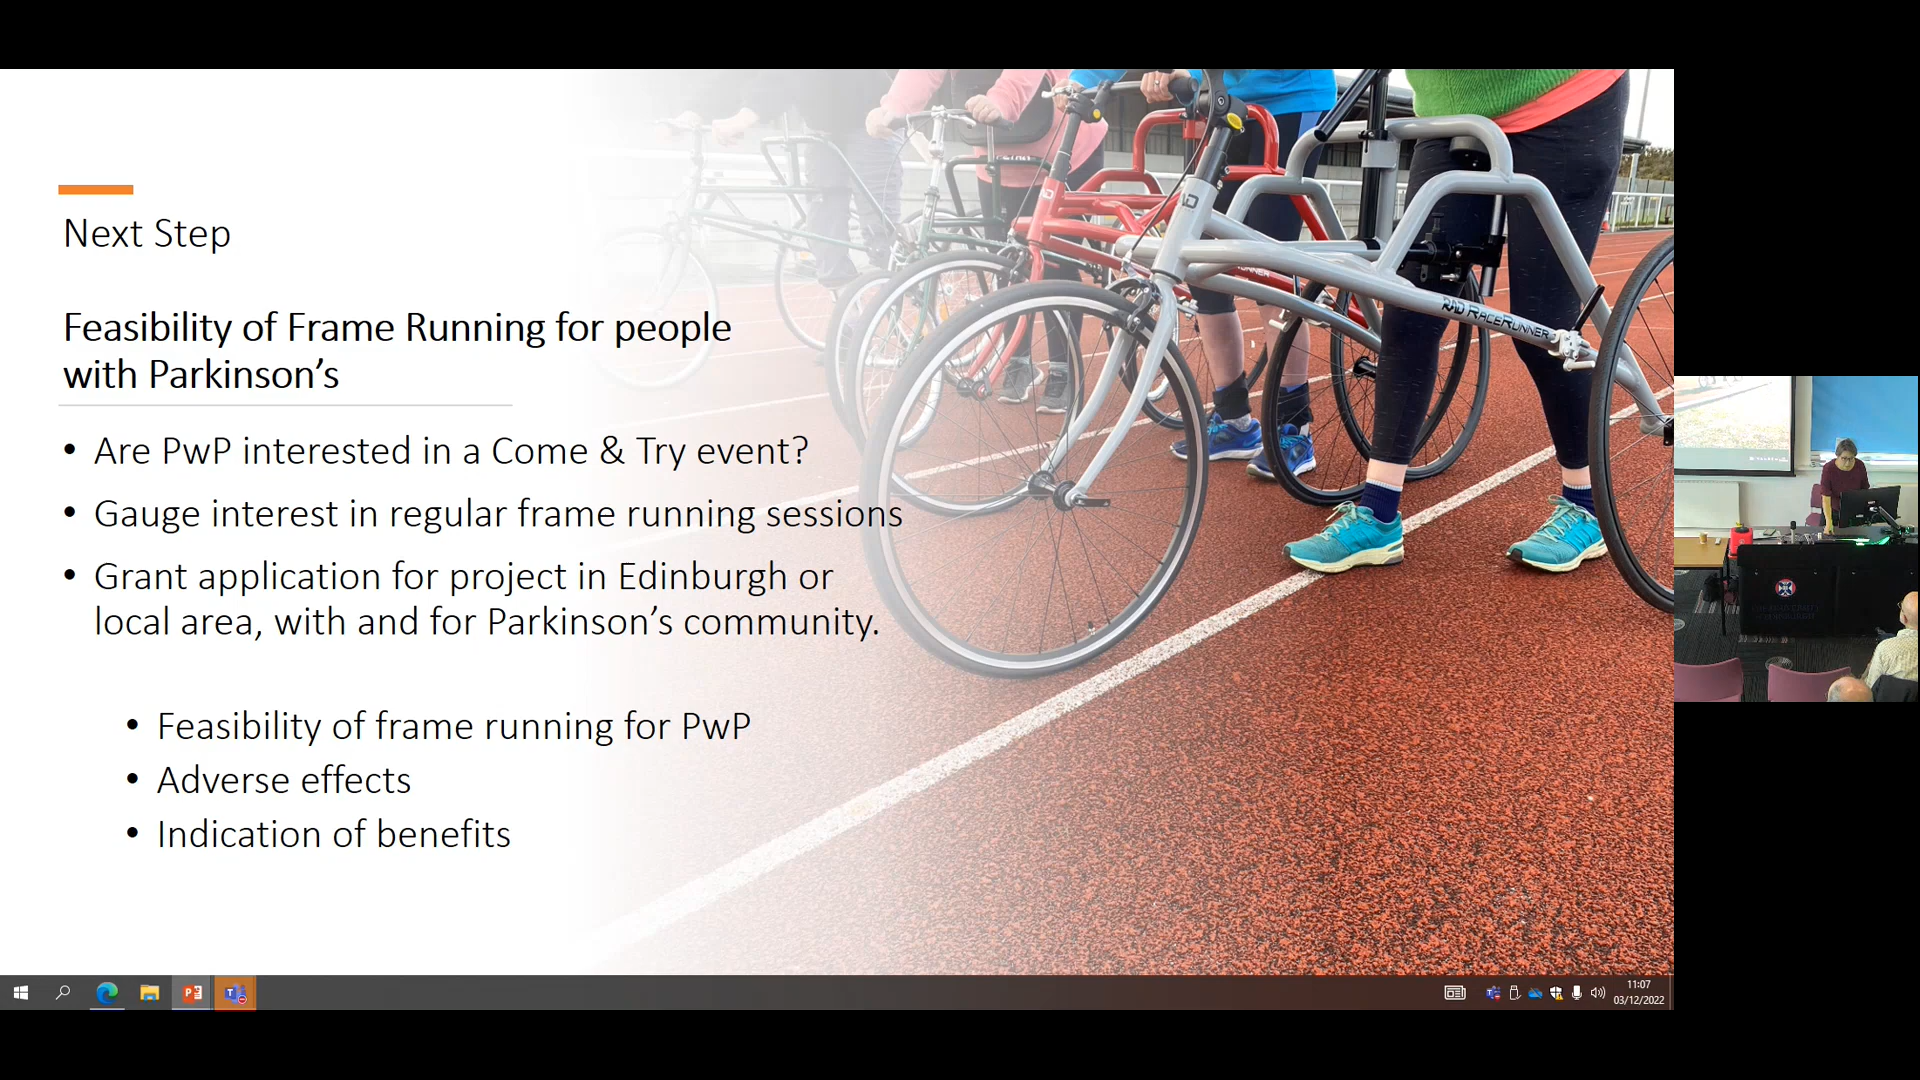 Next Step
Feasibility of Frame Running for people
with Parkinson's
• Are PwP interested in a Come & Try event?
• Gauge interest in regular frame running sessions
• Grant application for project in Edinburgh or
local area, with and for Parkinson's community.
• Feasibility of frame running for PwP
• Adverse effects
• Indication of benefits
RAD RACERUNNER
11:07
03/12/2022